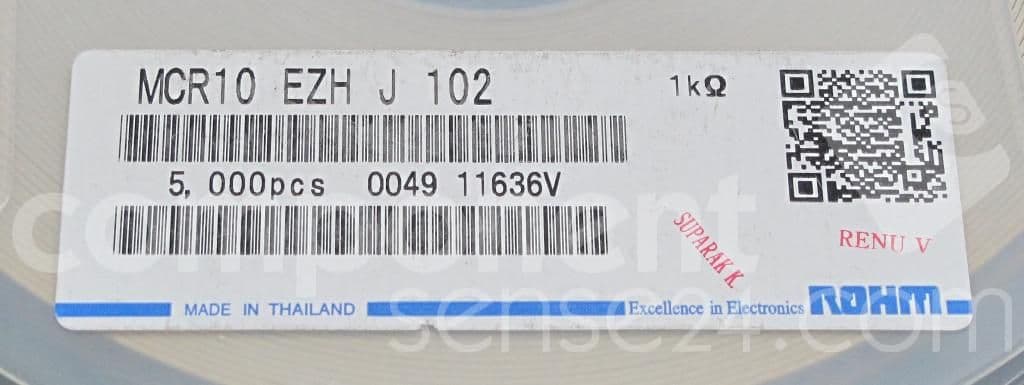 MCR10 EZH J 102 1kΩ
5,000pcs 0049 11636V
SUPARAK K.
RENU V
MADE IN THAILAND
Excellence in Electronics ROHM
component
sense24.com